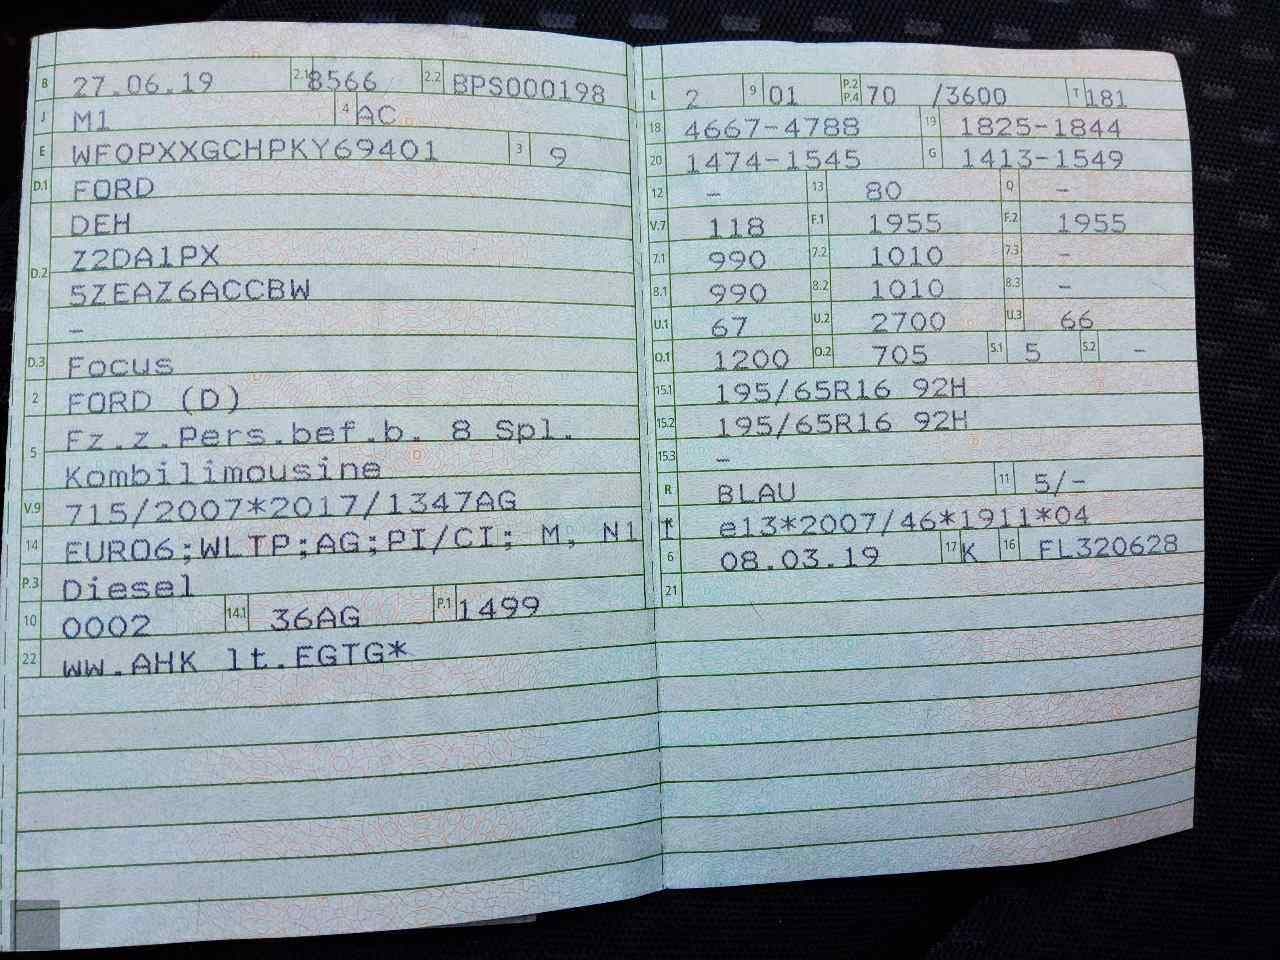 B 27.06.19 2.1 8566 2.2 BPS000198
J M1 4 AC
E WF0PXXGCHPKY69401 3 9
D.1 FORD
D.2 DEH
Z2DA1PX
5ZEAZ6ACCBW
–
D.3 Focus
2 FORD (D)
5 Fz.z.Pers.bef.b. 8 Spl.
Kombilimousine
V.9 715/2007*2017/1347AG
14 EURO6;WLTP;AG;PI/CI; M, N1
P.3 Diesel
10 0002 14.1 36AG P.1 1499
22 WW.AHK lt.EGTG*
L 2 9 01 P.2 P.4 70 /3600 T 181
18 4667-4788 19 1825-1844
20 1474-1545 G 1413-1549
12 – 13 80 Q –
V.7 118 F.1 1955 F.2 1955
7.1 990 7.2 1010 7.3 –
8.1 990 8.2 1010 8.3 –
U.1 67 U.2 2700 U.3 66
O.1 1200 O.2 705 S.1 5 S.2 –
15.1 195/65R16 92H
15.2 195/65R16 92H
15.3 –
R BLAU 11 5/–
K e13*2007/46*1911*04
6 08.03.19 17 K 16 FL320628
21